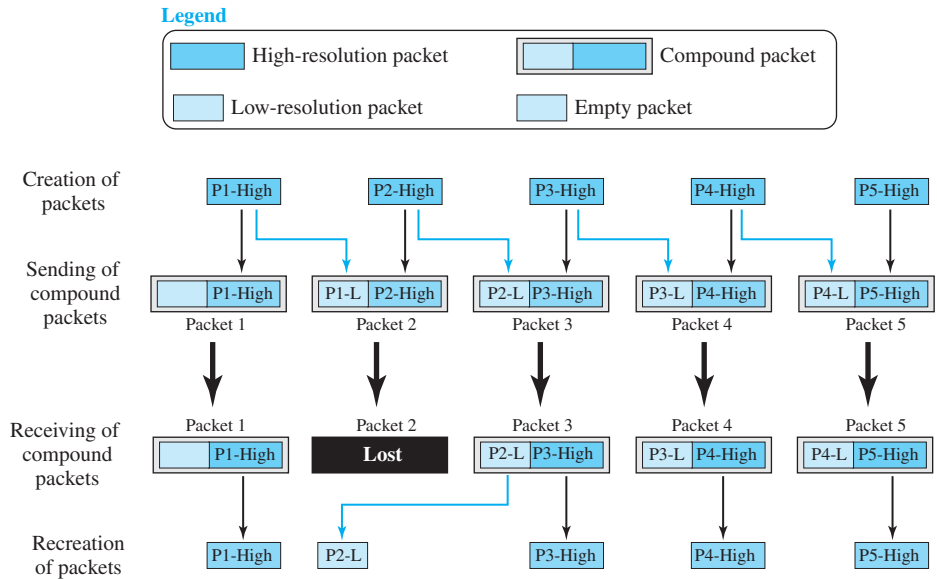 Legend
High-resolution packet
Compound packet
Low-resolution packet
Empty packet
Creation of
packets
P1-High
P2-High
P3-High
P4-High
P5-High
Sending of
compound
packets
P1-High
P1-L P2-High
P2-L P3-High
P3-L P4-High
P4-L P5-High
Packet 1
Packet 2
Packet 3
Packet 4
Packet 5
Receiving of
compound
packets
Packet 1
Packet 2
Packet 3
Packet 4
Packet 5
P1-High
Lost
P2-L P3-High
P3-L P4-High
P4-L P5-High
Recreation
of packets
P1-High
P2-L
P3-High
P4-High
P5-High